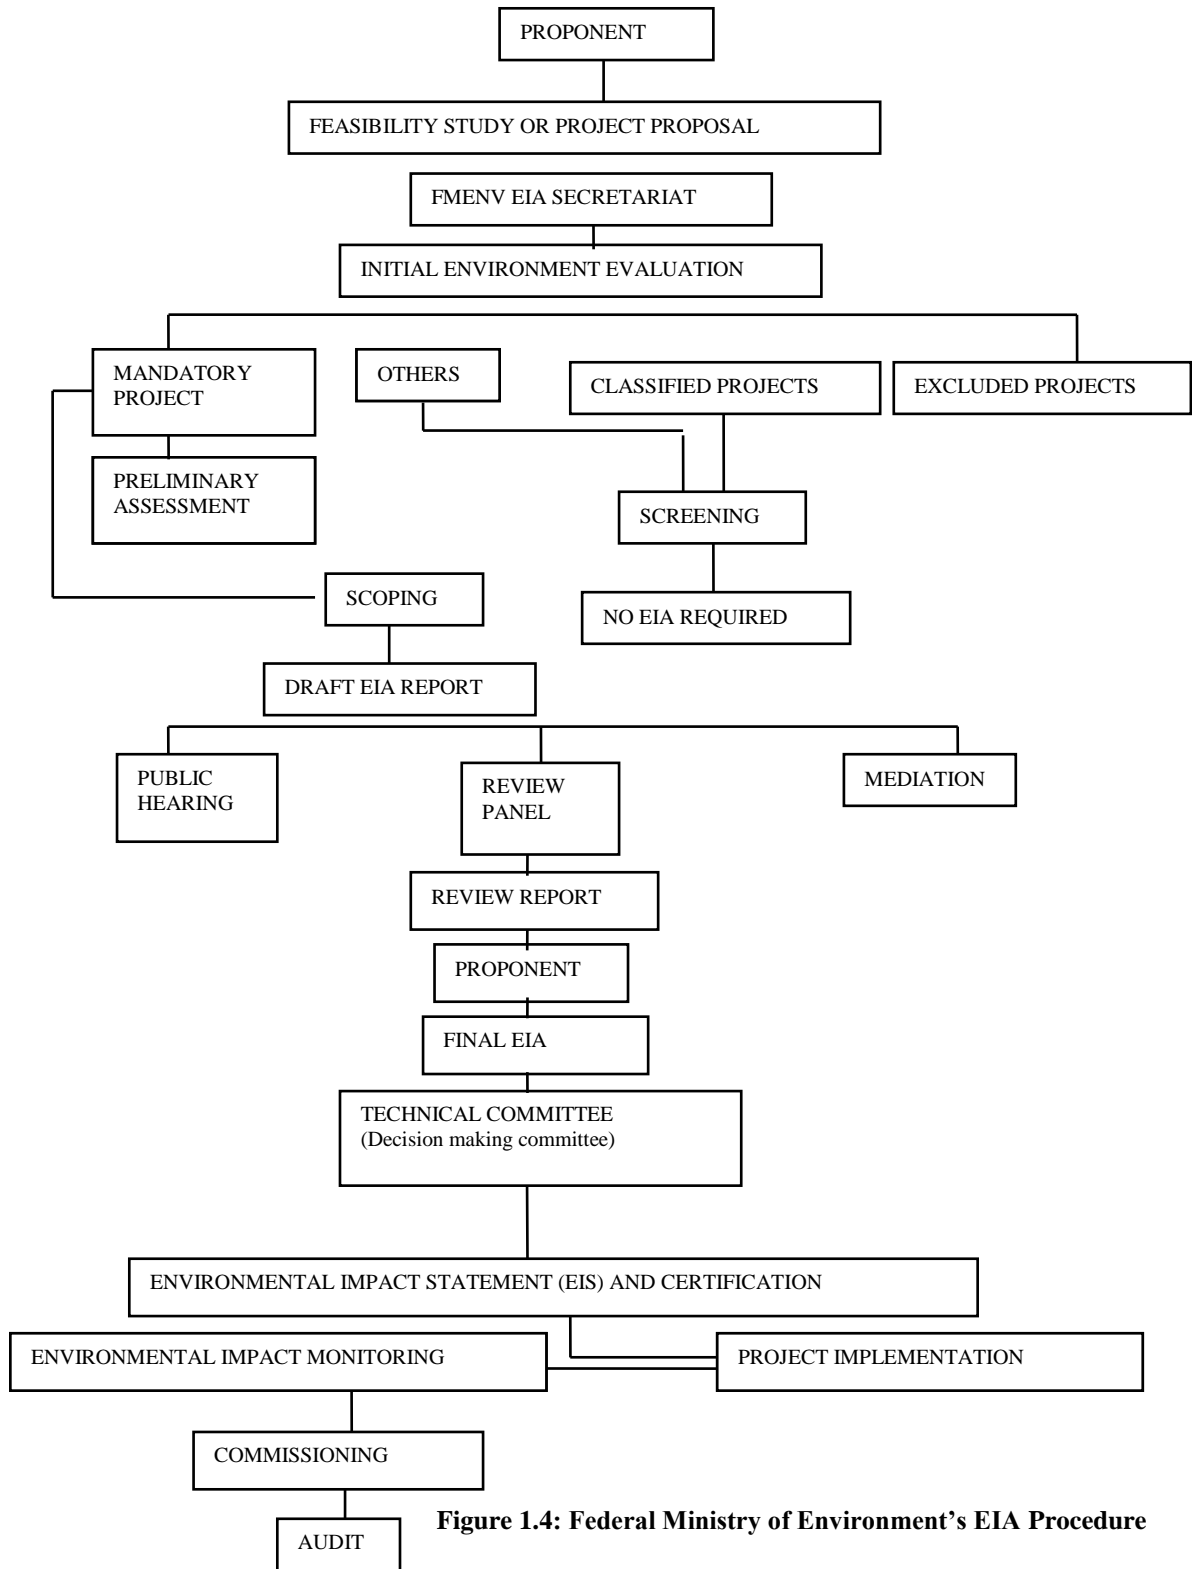 PROPONENT
FEASIBILITY STUDY OR PROJECT PROPOSAL
FMENV EIA SECRETARIAT
INITIAL ENVIRONMENT EVALUATION
MANDATORY
PROJECT
OTHERS
CLASSIFIED PROJECTS
EXCLUDED PROJECTS
PRELIMINARY
ASSESSMENT
SCREENING
SCOPING
NO EIA REQUIRED
DRAFT EIA REPORT
PUBLIC
HEARING
REVIEW
PANEL
MEDIATION
REVIEW REPORT
PROPONENT
FINAL EIA
TECHNICAL COMMITTEE
(Decision making committee)
ENVIRONMENTAL IMPACT STATEMENT (EIS) AND CERTIFICATION
ENVIRONMENTAL IMPACT MONITORING
PROJECT IMPLEMENTATION
COMMISSIONING
AUDIT
Figure 1.4: Federal Ministry of Environment’s EIA Procedure